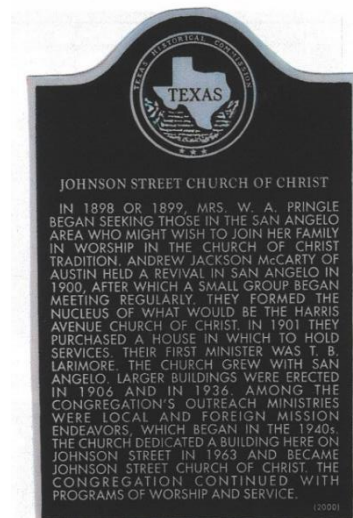 TEXAS HISTORICAL COMMISSION
TEXAS
JOHNSON STREET CHURCH OF CHRIST
IN 1898 OR 1899, MRS. W. A. PRINGLE
BEGAN SEEKING THOSE IN THE SAN ANGELO
AREA WHO MIGHT WISH TO JOIN HER FAMILY
IN WORSHIP IN THE CHURCH OF CHRIST
TRADITION. ANDREW JACKSON McCARTY OF
AUSTIN HELD A REVIVAL IN SAN ANGELO IN
1900, AFTER WHICH A SMALL GROUP BEGAN
MEETING REGULARLY. THEY FORMED THE
NUCLEUS OF WHAT WOULD BE THE HARRIS
AVENUE CHURCH OF CHRIST. IN 1901 THEY
PURCHASED A HOUSE IN WHICH TO HOLD
SERVICES. THEIR FIRST MINISTER WAS T. B.
LARIMORE. THE CHURCH GREW WITH SAN
ANGELO. LARGER BUILDINGS WERE ERECTED
IN 1906 AND IN 1936. AMONG THE
CONGREGATION'S OUTREACH MINISTRIES
WERE LOCAL AND FOREIGN MISSION
ENDEAVORS, WHICH BEGAN IN THE 1940s.
THE CHURCH DEDICATED A BUILDING HERE ON
JOHNSON STREET IN 1963 AND BECAME
JOHNSON STREET CHURCH OF CHRIST. THE
CONGREGATION CONTINUED WITH
PROGRAMS OF WORSHIP AND SERVICE.
(2000)